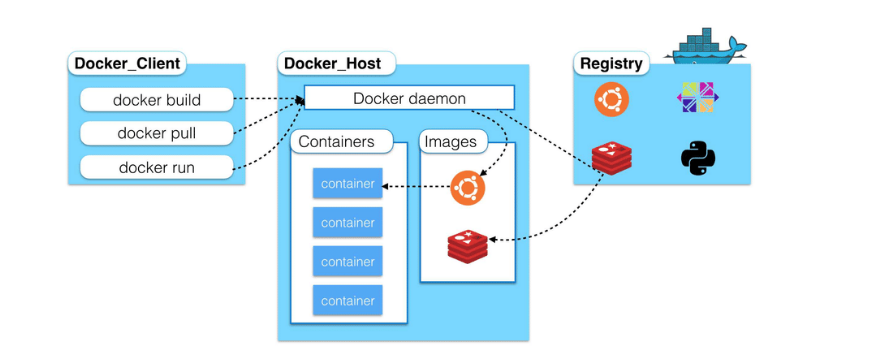 Docker_Client
docker build
docker pull
docker run
Docker_Host
Docker daemon
Containers
container
container
container
container
Images
Registry